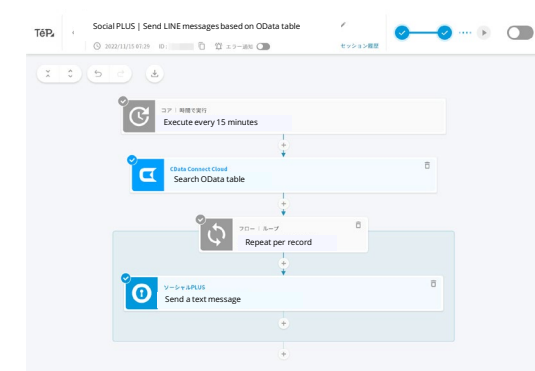 TēP
Social PLUS | Send LINE messages based on OData table
2022/11/15 07:29 ID: エラー通知
セッション履歴
コア | 時間で実行
Execute every 15 minutes
CData Connect Cloud
Search OData table
フロー | ループ
Repeat per record
ソーシャルPLUS
Send a text message